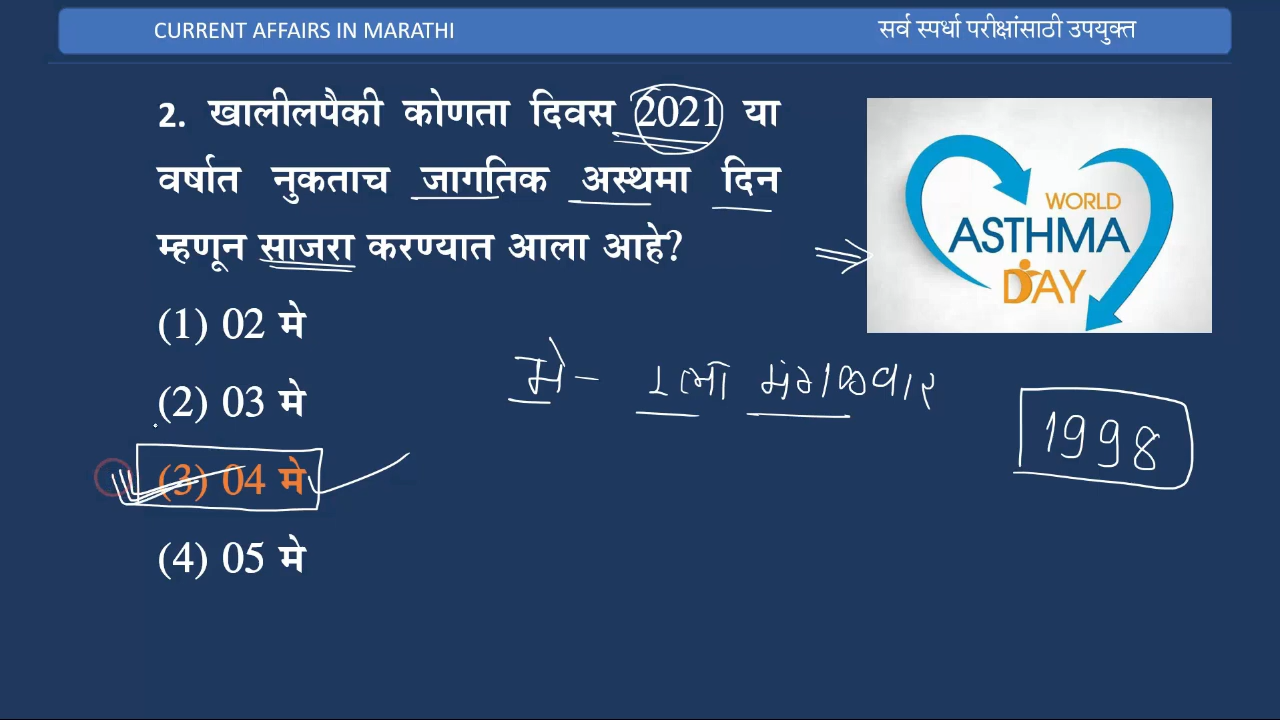 CURRENT AFFAIRS IN MARATHI
सर्व स्पर्धा परीक्षांसाठी उपयुक्त
2. खालीलपैकी कोणता दिवस 2021 या
वर्षात नुकताच जागतिक अस्थमा दिन
म्हणून साजरा करण्यात आला आहे?
WORLD
ASTHMA
DAY
(1) 02 मे
मे - १ला मंगळवार
(2) 03 मे
1998
(3) 04 मे
(4) 05 मे